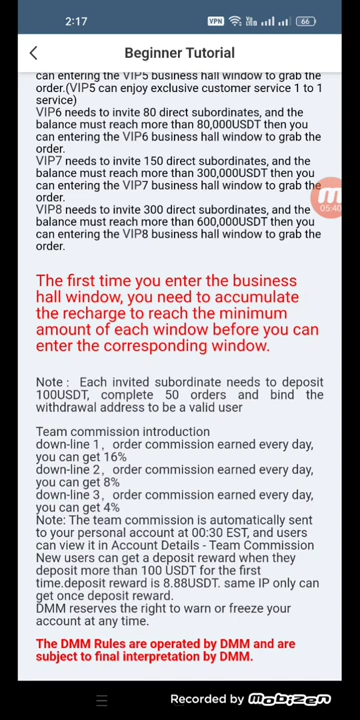 2:17
VPN
66
Beginner Tutorial
can entering the VIP5 business hall window to grab the
order.(VIP5 can enjoy exclusive customer service 1 to 1
service)
VIP6 needs to invite 80 direct subordinates, and the
balance must reach more than 80,000USDT then you
can entering the VIP6 business hall window to grab the
order.
VIP7 needs to invite 150 direct subordinates, and the
balance must reach more than 300,000USDT then you
can entering the VIP7 business hall window to grab the
order.
VIP8 needs to invite 300 direct subordinates, and the
balance must reach more than 600,000USDT then you
can entering the VIP8 business hall window to grab the
order.
05:40
The first time you enter the business
hall window, you need to accumulate
the recharge to reach the minimum
amount of each window before you can
enter the corresponding window.
Note : Each invited subordinate needs to deposit
100USDT, complete 50 orders and bind the
withdrawal address to be a valid user
Team commission introduction
down-line 1，order commission earned every day,
you can get 16%
down-line 2，order commission earned every day,
you can get 8%
down-line 3，order commission earned every day,
you can get 4%
Note: The team commission is automatically sent
to your personal account at 00:30 EST, and users
can view it in Account Details - Team Commission
New users can get a deposit reward when they
deposit more than 100 USDT for the first
time.deposit reward is 8.88USDT. same IP only can
get once deposit reward.
DMM reserves the right to warn or freeze your
account at any time.
The DMM Rules are operated by DMM and are
subject to final interpretation by DMM.
Recorded by mobizen